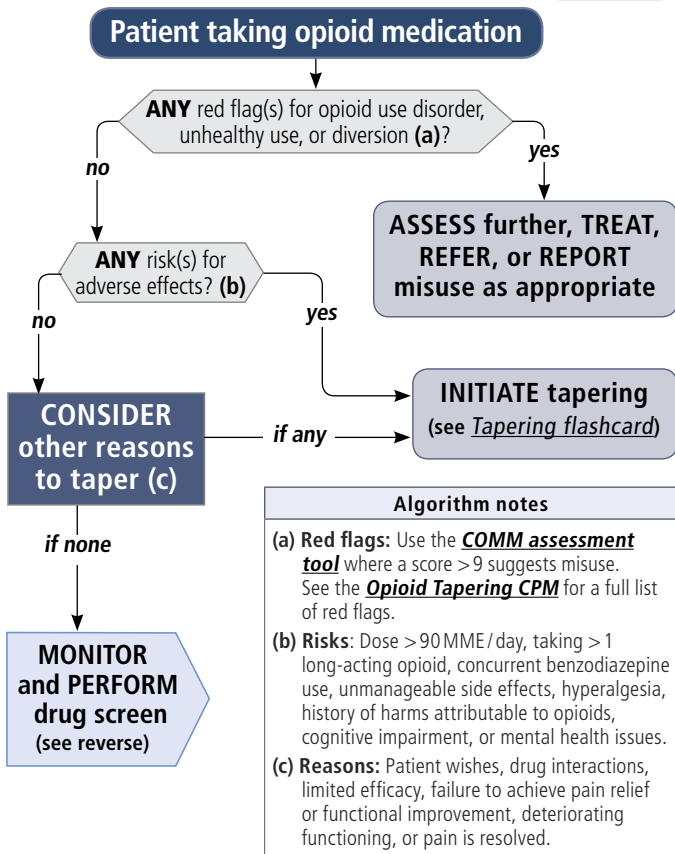 Patient taking opioid medication
ANY red flag(s) for opioid use disorder,
unhealthy use, or diversion (a)?
no
yes
ASSESS further, TREAT,
REFER, or REPORT
misuse as appropriate
ANY risk(s) for
adverse effects? (b)
no
yes
CONSIDER
other reasons
to taper (c)
if any
INITIATE tapering
(see Tapering flashcard)
if none
MONITOR
and PERFORM
drug screen
(see reverse)
Algorithm notes
(a) Red flags: Use the COMM assessment
tool where a score >9 suggests misuse.
See the Opioid Tapering CPM for a full list
of red flags.
(b) Risks: Dose >90 MME/day, taking >1
long-acting opioid, concurrent benzodiazepine
use, unmanageable side effects, hyperalgesia,
history of harms attributable to opioids,
cognitive impairment, or mental health issues.
(c) Reasons: Patient wishes, drug interactions,
limited efficacy, failure to achieve pain relief
or functional improvement, deteriorating
functioning, or pain is resolved.